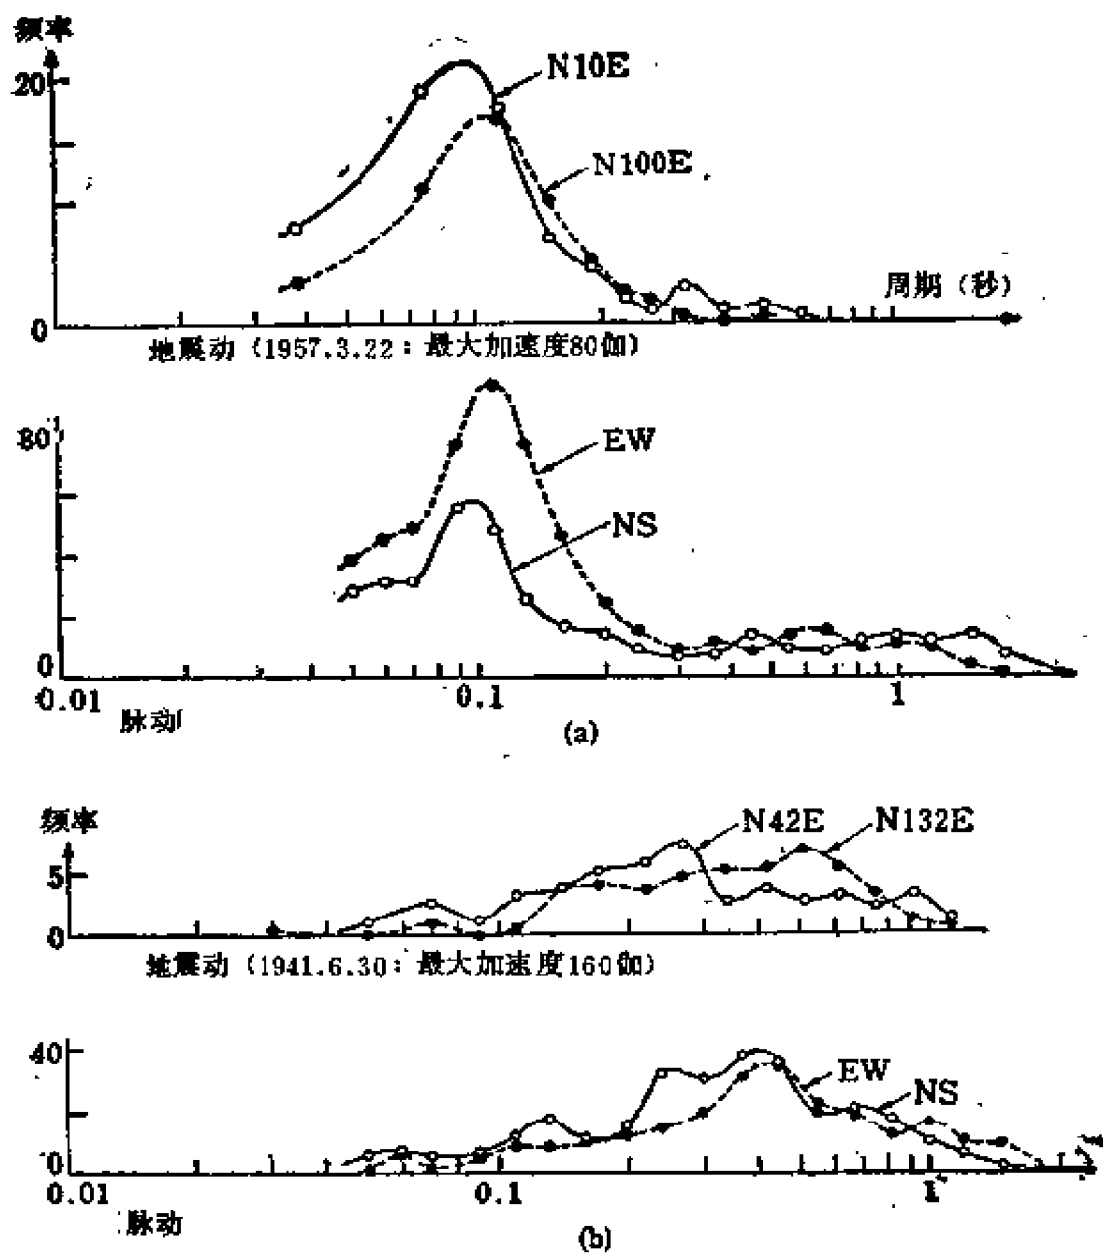 频率
20
N10E
N100E
周期（秒）
0
地震动（1957.3.22：最大加速度80伽）
80
EW
NS
0
0.01 0.1 1
脉动
(a)
频率
N42E N132E
5
0
地震动（1941.6.30：最大加速度160伽）
40
EW
NS
0
0.01 0.1 1
脉动
(b)